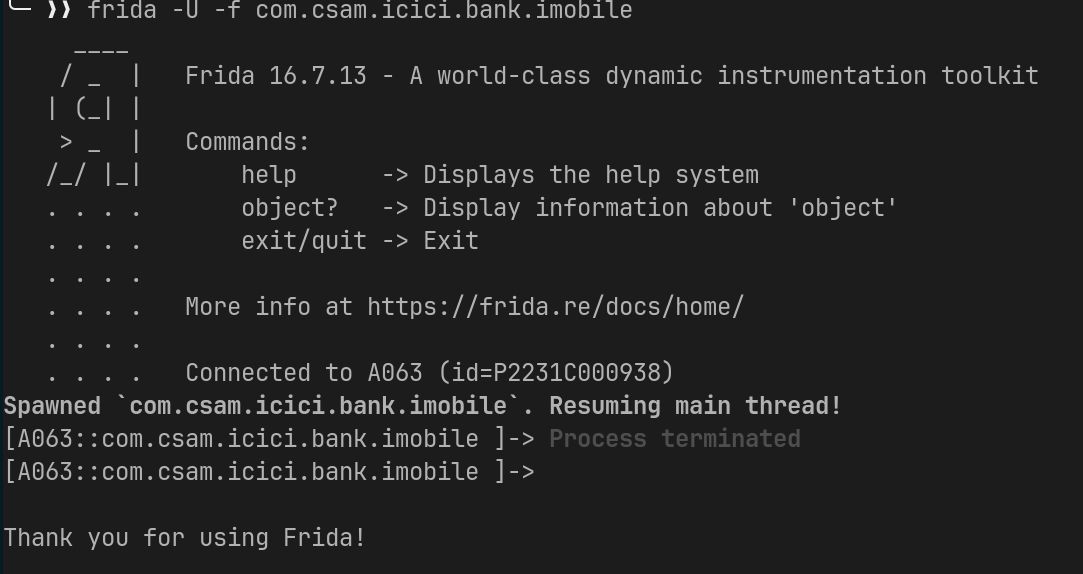 ╰─ ❯❯ frida -U -f com.csam.icici.bank.imobile
     ____
    / _  |   Frida 16.7.13 - A world-class dynamic instrumentation toolkit
   | (_| |
    > _  |   Commands:
   /_/ |_|       help      -> Displays the help system
   . . . .       object?   -> Display information about 'object'
   . . . .       exit/quit -> Exit
   . . . .
   . . . .   More info at https://frida.re/docs/home/
   . . . .
   . . . .   Connected to A063 (id=P2231C000938)
Spawned `com.csam.icici.bank.imobile`. Resuming main thread!
[A063::com.csam.icici.bank.imobile ]-> Process terminated
[A063::com.csam.icici.bank.imobile ]->
Thank you for using Frida!